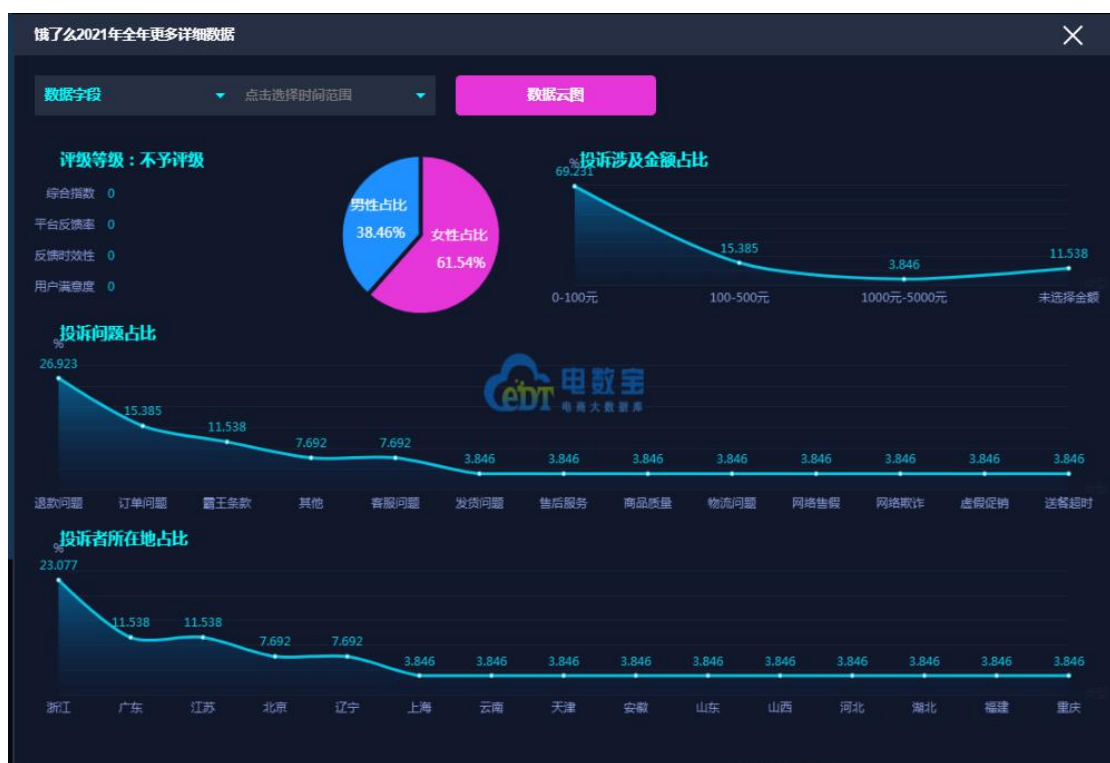 饿了么2021年全年更多详细数据
数据字段
点击选择时间范围
数据云图
评级等级：不予评级
综合指数 0
平台反馈率 0
反馈时效性 0
用户满意度 0
男性占比
38.46%
女性占比
61.54%
投诉涉及金额占比
%
69.231
15.385
3.846
11.538
0-100元
100-500元
1000元-5000元
未选择金额
投诉问题占比
%
26.923
15.385
11.538
7.692
7.692
3.846
3.846
3.846
3.846
3.846
3.846
3.846
3.846
退款问题
订单问题
霸王条款
其他
客服问题
发货问题
售后服务
商品质量
物流问题
网络售假
网络欺诈
虚假促销
送餐超时
eDT 电数宝
电商大数据库
投诉者所在地占比
%
23.077
11.538
11.538
7.692
7.692
3.846
3.846
3.846
3.846
3.846
3.846
3.846
3.846
3.846
3.846
浙江
广东
江苏
北京
辽宁
上海
云南
天津
安徽
山东
山西
河北
湖北
福建
重庆